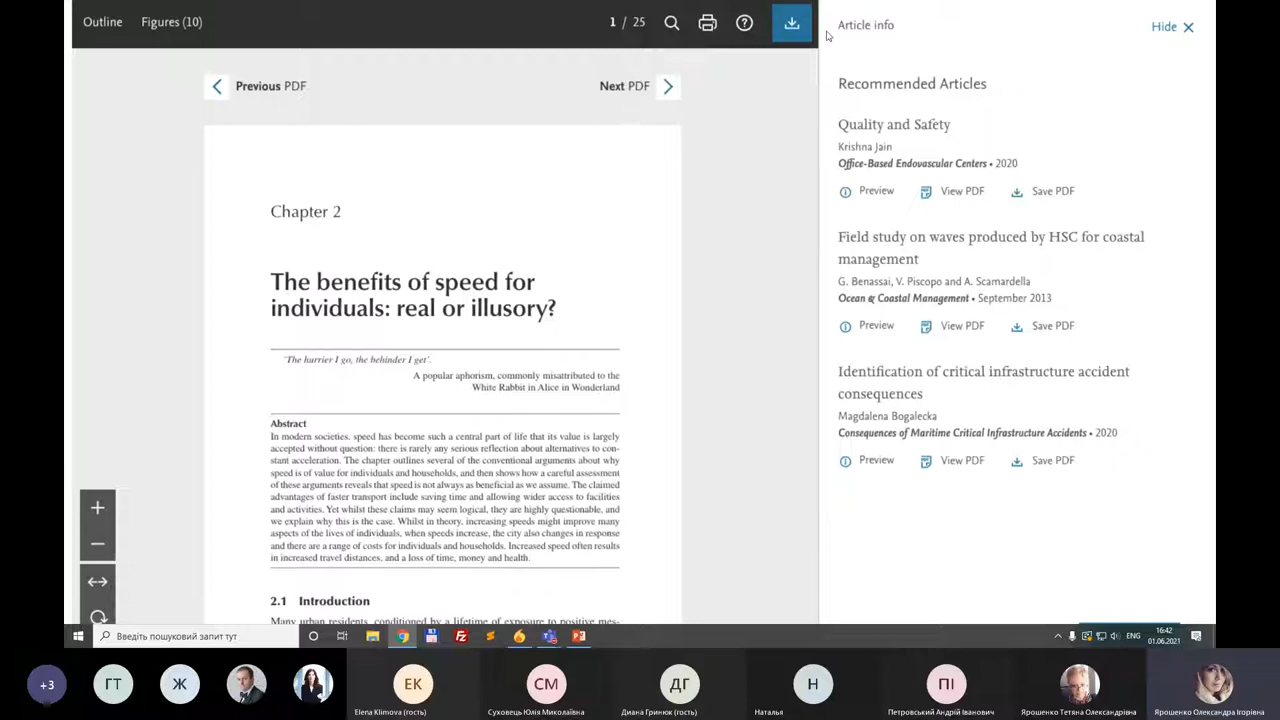 Outline Figures (10) 1 / 25
Article info
Hide
Previous PDF Next PDF
Chapter 2
The benefits of speed for
individuals: real or illusory?
'The hurrier I go, the behinder I get'.
A popular aphorism, commonly misattributed to the
White Rabbit in Alice in Wonderland
Abstract
In modern societies, speed has become such a central part of life that its value is largely
accepted without question: there is rarely any serious reflection about alternatives to con-
stant acceleration. The chapter outlines several of the conventional arguments about why
speed is of value for individuals and households, and then shows how a careful assessment
of these arguments reveals that speed is not always as beneficial as we assume. The claimed
advantages of faster transport include saving time and allowing wider access to facilities
and activities. Yet whilst these claims may seem logical, they are highly questionable, and
we explain why this is the case. Whilst in theory, increasing speeds might improve many
aspects of the lives of individuals, when speeds increase, the city also changes in response
and there are a range of costs for individuals and households. Increased speed often results
in increased travel distances, and a loss of time, money and health.
2.1 Introduction
Many urban residents, conditioned by a lifetime of exposure to positive mes-
Recommended Articles
Quality and Safety
Krishna Jain
Office-Based Endovascular Centers • 2020
Preview View PDF Save PDF
Field study on waves produced by HSC for coastal
management
G. Benassai, V. Piscopo and A. Scamardella
Ocean & Coastal Management • September 2013
Preview View PDF Save PDF
Identification of critical infrastructure accident
consequences
Magdalena Bogalecka
Consequences of Maritime Critical Infrastructure Accidents • 2020
Preview View PDF Save PDF
Введіть пошуковий запит тут
ENG
16:42
01.06.2021
+3 ГТ Ж ЕК СМ ДГ Н ПІ
Elena Klimova (гость) Суховець Юлія Миколаївна Диана Гринюк (гость) Наталья Петровський Андрій Іванович Ярошенко Тетяна Олександрівна Ярошенко Олександра Ігорівна